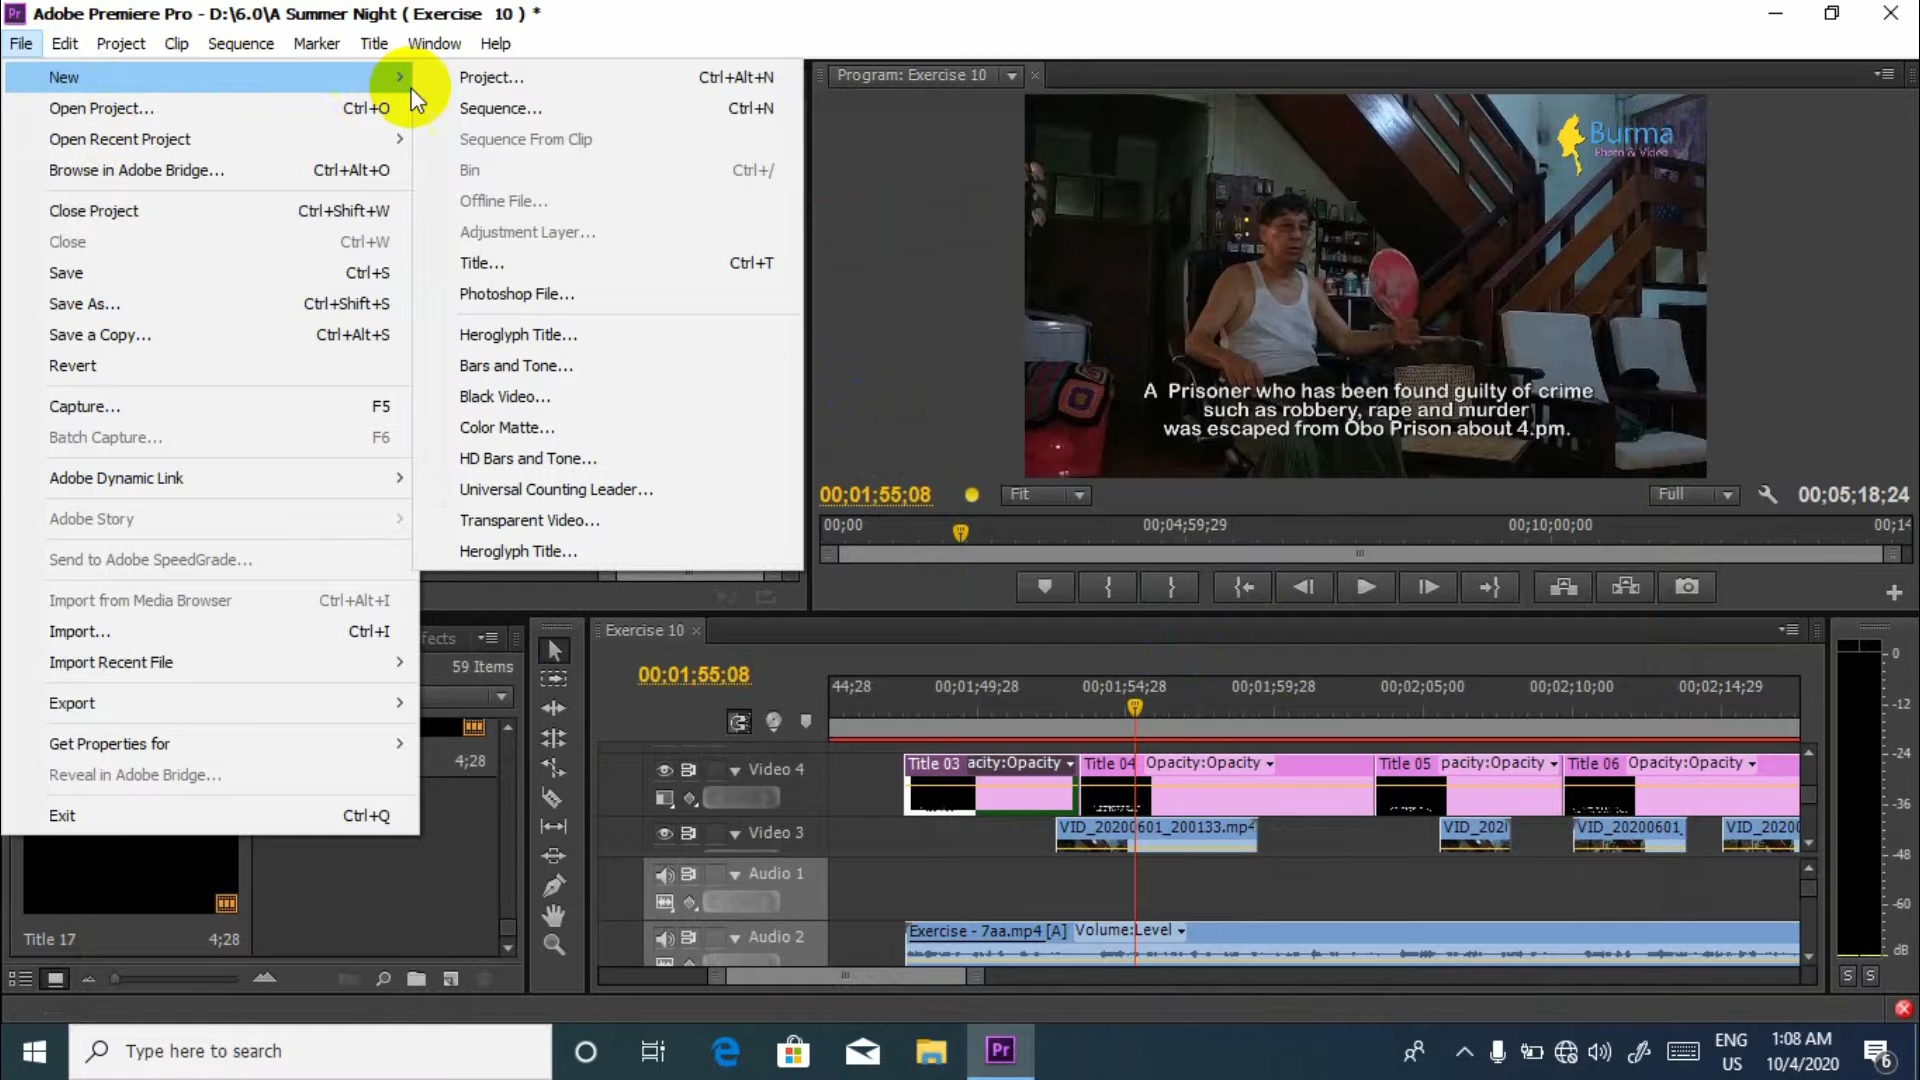 Adobe Premiere Pro - D:\6.0\A Summer Night ( Exercise 10 ) *
File Edit Project Clip Sequence Marker Title Window Help
New
Open Project... Ctrl+O
Open Recent Project
Browse in Adobe Bridge... Ctrl+Alt+O
Close Project Ctrl+Shift+W
Close Ctrl+W
Save Ctrl+S
Save As... Ctrl+Shift+S
Save a Copy... Ctrl+Alt+S
Revert
Capture... F5
Batch Capture... F6
Adobe Dynamic Link
Adobe Story
Send to Adobe SpeedGrade...
Import from Media Browser Ctrl+Alt+I
Import... Ctrl+I
Import Recent File
Export
Get Properties for
Reveal in Adobe Bridge...
Exit Ctrl+Q
Project... Ctrl+Alt+N
Sequence... Ctrl+N
Sequence From Clip
Bin Ctrl+/
Offline File...
Adjustment Layer...
Title... Ctrl+T
Photoshop File...
Heroglyph Title...
Bars and Tone...
Black Video...
Color Matte...
HD Bars and Tone...
Universal Counting Leader...
Transparent Video...
Heroglyph Title...
Program: Exercise 10
Burma
Photo & Video
A Prisoner who has been found guilty of crime
such as robbery, rape and murder
was escaped from Obo Prison about 4.pm.
00;01;55;08 Fit Full 00;05;18;24
00;00 00;04;59;29 00;10;00;00 00;14
fects
59 Items
4;28
Title 17 4;28
Exercise 10
00;01;55;08
44;28 00;01;49;28 00;01;54;28 00;01;59;28 00;02;05;00 00;02;10;00 00;02;14;29
Video 4
Title 03 acity:Opacity Title 04 Opacity:Opacity Title 05 pacity:Opacity Title 06 Opacity:Opacity
Video 3
VID_20200601_200133.mp4 VID_202 VID_20200601_ VID_20200
Audio 1
Audio 2
Exercise - 7aa.mp4 [A] Volume:Level
0
-12
-24
-36
-48
-60
dB
S S
Type here to search
Pr
ENG
US
1:08 AM
10/4/2020
6